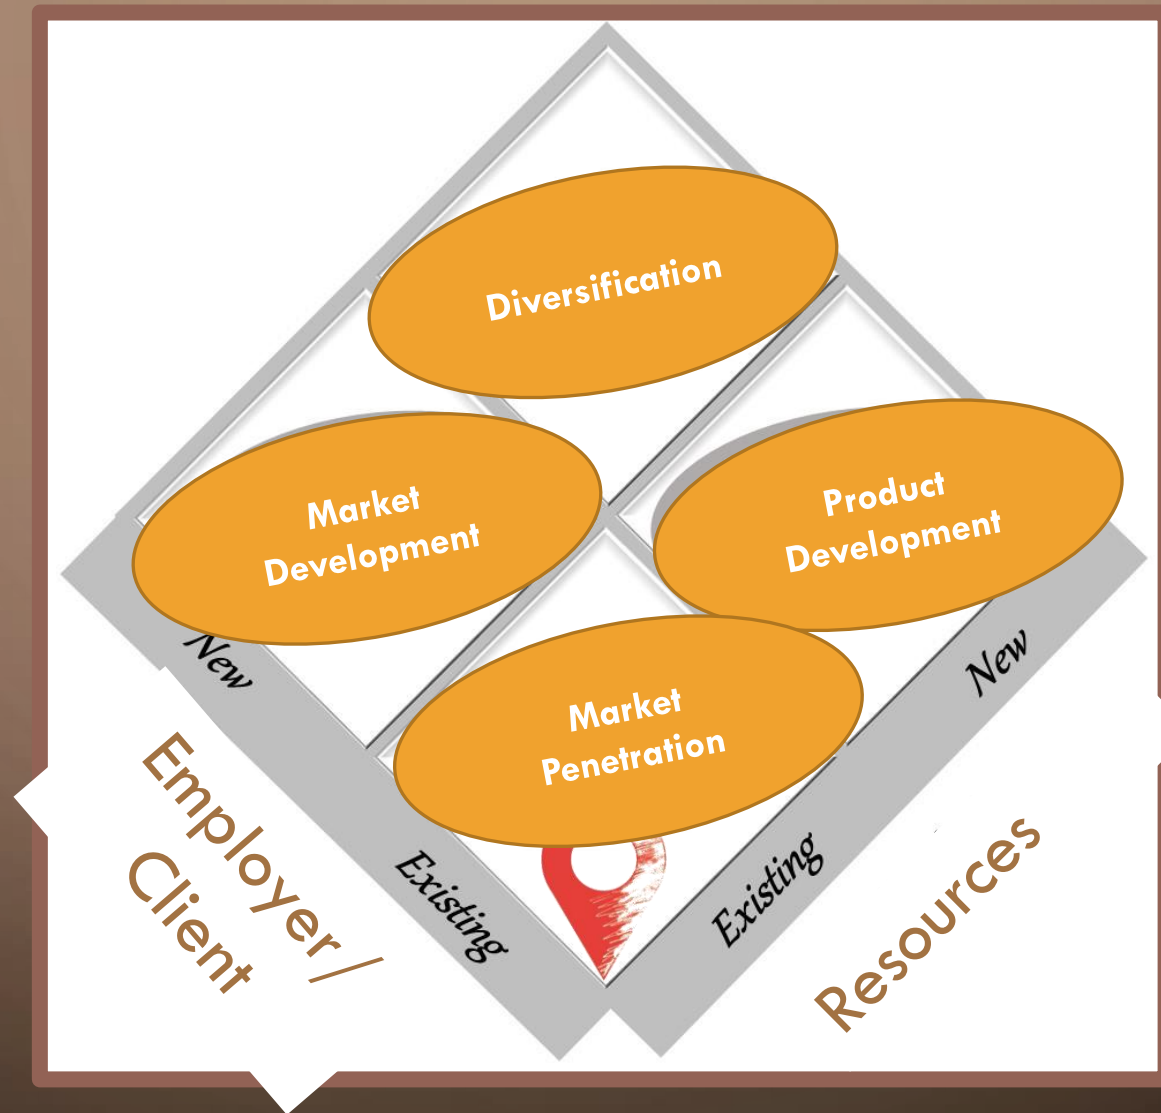 Diversification
Market
Development
Product
Development
Market
Penetration
New
New
Existing
Existing
Employer/
Client
Resources